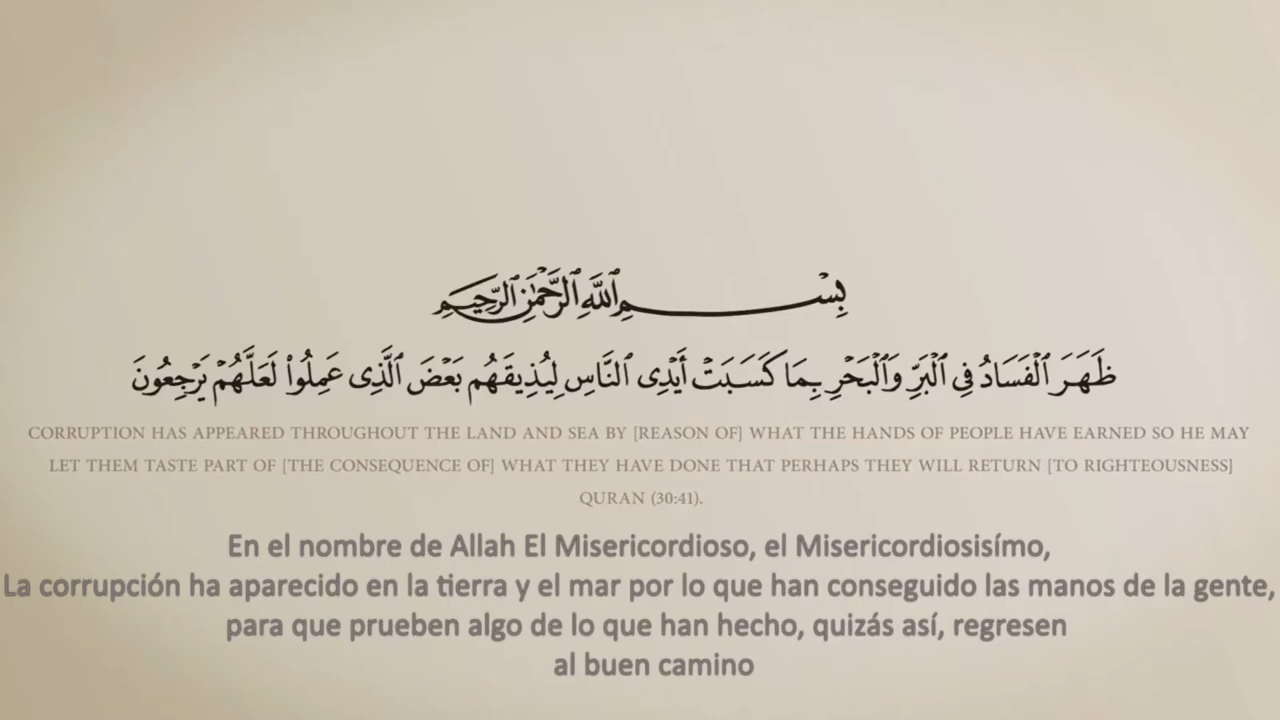 بِسْمِ ٱللَّهِ ٱلرَّحْمَٰنِ ٱلرَّحِيمِ
ظَهَرَ ٱلْفَسَادُ فِى ٱلْبَرِّ وَٱلْبَحْرِ بِمَا كَسَبَتْ أَيْدِى ٱلنَّاسِ لِيُذِيقَهُم بَعْضَ ٱلَّذِى عَمِلُوا۟ لَعَلَّهُمْ يَرْجِعُونَ
CORRUPTION HAS APPEARED THROUGHOUT THE LAND AND SEA BY [REASON OF] WHAT THE HANDS OF PEOPLE HAVE EARNED SO HE MAY
LET THEM TASTE PART OF [THE CONSEQUENCE OF] WHAT THEY HAVE DONE THAT PERHAPS THEY WILL RETURN [TO RIGHTEOUSNESS]
QURAN (30:41).
En el nombre de Allah El Misericordioso, el Misericordiosisímo,
La corrupción ha aparecido en la tierra y el mar por lo que han conseguido las manos de la gente,
para que prueben algo de lo que han hecho, quizás así, regresen
al buen camino